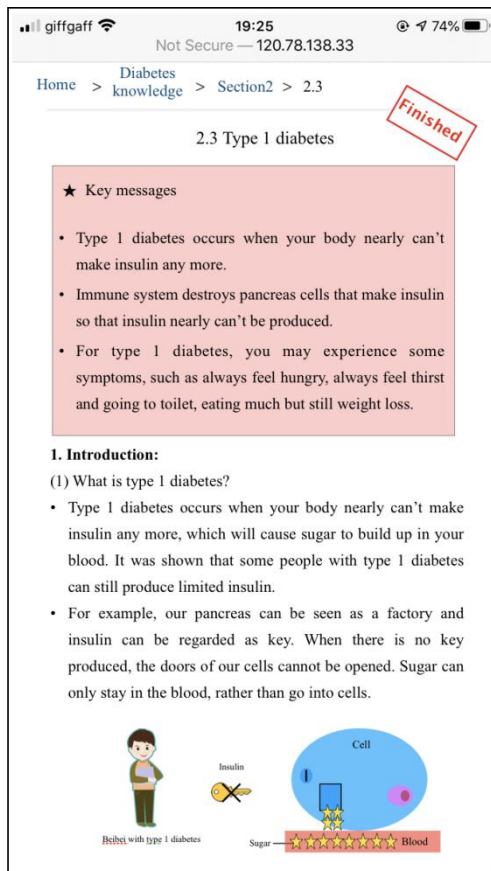 giffgaff 19:25 74%
Not Secure — 120.78.138.33
Home > Diabetes knowledge > Section2 > 2.3
Finished
2.3 Type 1 diabetes
★ Key messages
• Type 1 diabetes occurs when your body nearly can't
make insulin any more.
• Immune system destroys pancreas cells that make insulin
so that insulin nearly can't be produced.
• For type 1 diabetes, you may experience some
symptoms, such as always feel hungry, always feel thirst
and going to toilet, eating much but still weight loss.
1. Introduction:
(1) What is type 1 diabetes?
• Type 1 diabetes occurs when your body nearly can't make
insulin any more, which will cause sugar to build up in your
blood. It was shown that some people with type 1 diabetes
can still produce limited insulin.
• For example, our pancreas can be seen as a factory and
insulin can be regarded as key. When there is no key
produced, the doors of our cells cannot be opened. Sugar can
only stay in the blood, rather than go into cells.
Cell
Insulin
Beibei with type 1 diabetes
Sugar
Blood